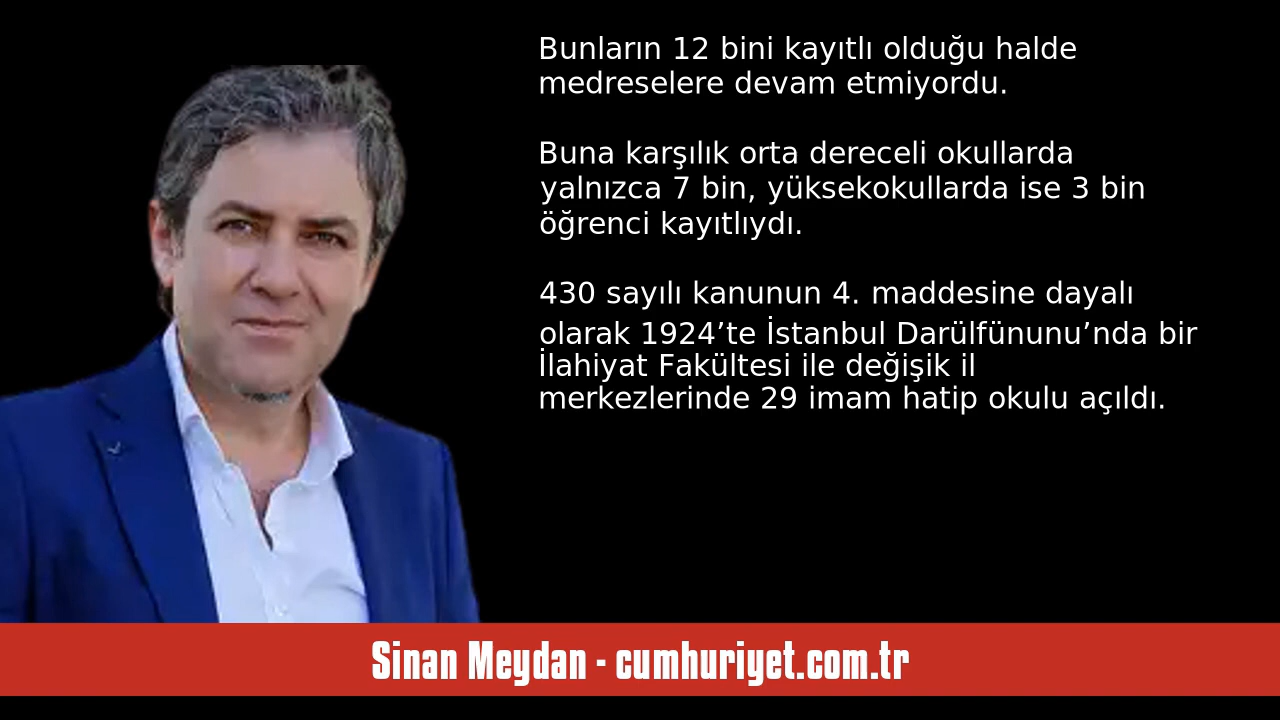 Bunların 12 bini kayıtlı olduğu halde
medreselere devam etmiyordu.
Buna karşılık orta dereceli okullarda
yalnızca 7 bin, yüksekokullarda ise 3 bin
öğrenci kayıtlıydı.
430 sayılı kanunun 4. maddesine dayalı
olarak 1924’te İstanbul Darülfünunu’nda bir
İlahiyat Fakültesi ile değişik il
merkezlerinde 29 imam hatip okulu açıldı.
Sinan Meydan - cumhuriyet.com.tr